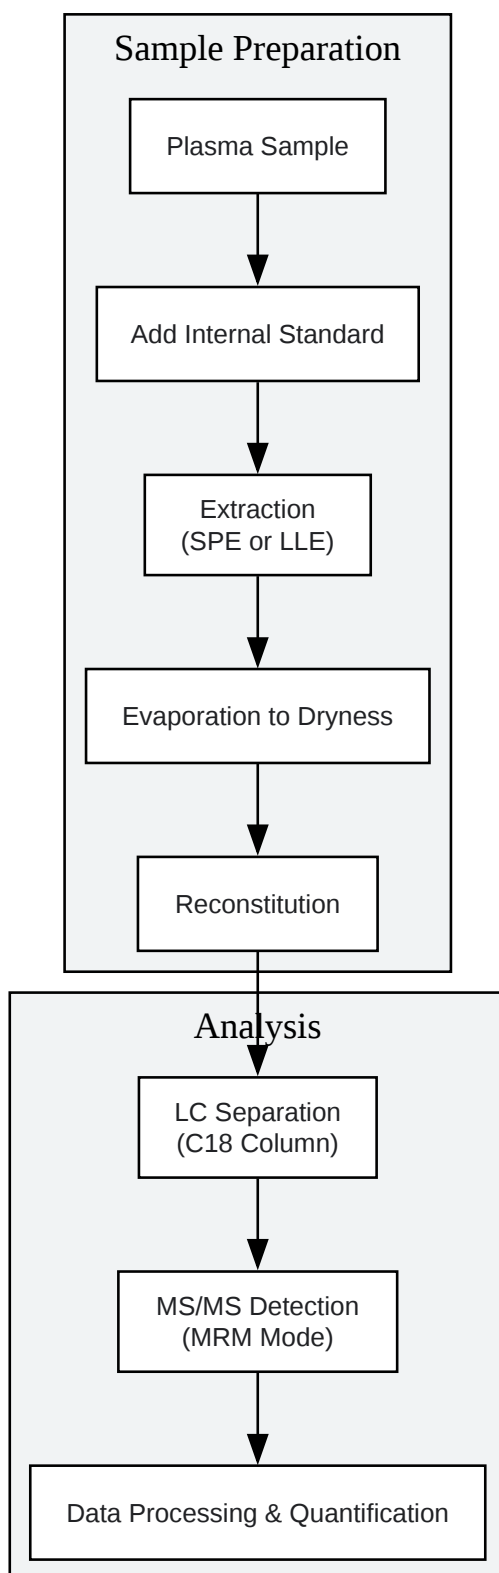 Sample Preparation
Plasma Sample
Add Internal Standard
Extraction
(SPE or LLE)
Evaporation to Dryness
Reconstitution
Analysis
LC Separation
(C18 Column)
MS/MS Detection
(MRM Mode)
Data Processing & Quantification